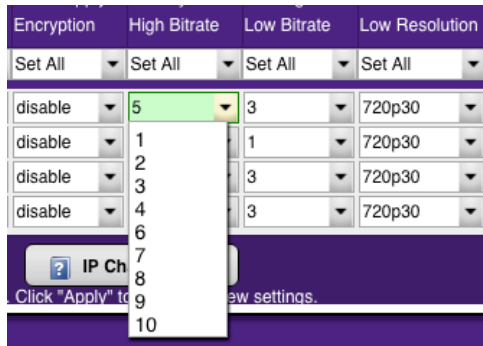 Encryption High Bitrate Low Bitrate Low Resolution
Set All Set All Set All Set All
disable 5 3 720p30
disable 1 1 720p30
2
disable 3 3 720p30
disable 4 3 720p30
6
IP Ch 7
8
. Click "Apply" to 9 ew settings.
10